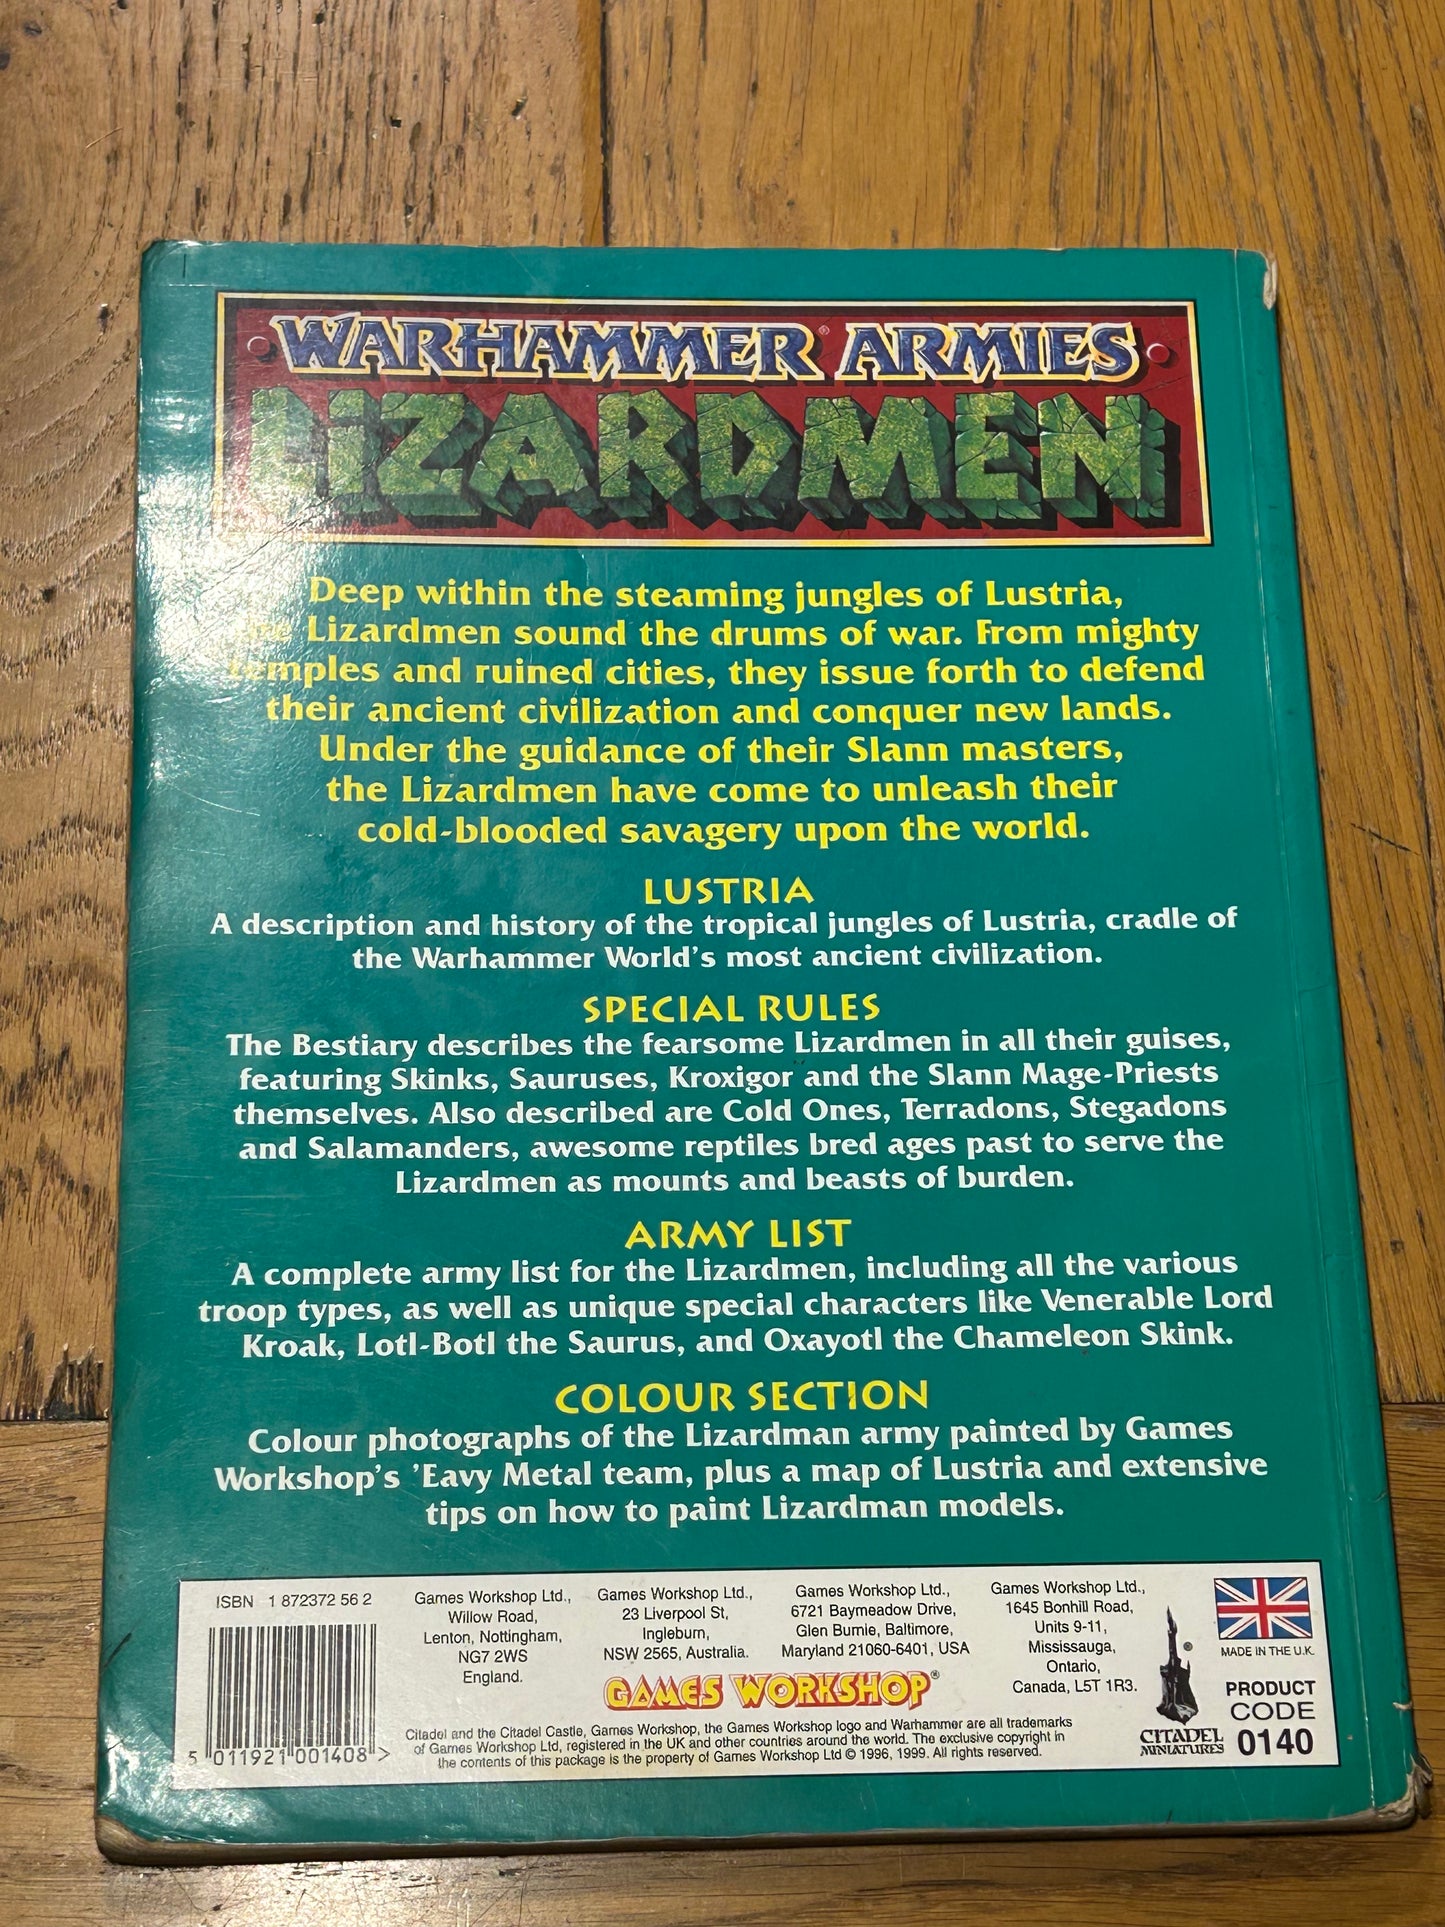 WARHAMMER® ARMIES
LIZARDMEN
Deep within the steaming jungles of Lustria,
the Lizardmen sound the drums of war. From mighty
temples and ruined cities, they issue forth to defend
their ancient civilization and conquer new lands.
Under the guidance of their Slann masters,
the Lizardmen have come to unleash their
cold-blooded savagery upon the world.
LUSTRIA
A description and history of the tropical jungles of Lustria, cradle of
the Warhammer World's most ancient civilization.
SPECIAL RULES
The Bestiary describes the fearsome Lizardmen in all their guises,
featuring Skinks, Sauruses, Kroxigor and the Slann Mage-Priests
themselves. Also described are Cold Ones, Terradons, Stegadons
and Salamanders, awesome reptiles bred ages past to serve the
Lizardmen as mounts and beasts of burden.
ARMY LIST
A complete army list for the Lizardmen, including all the various
troop types, as well as unique special characters like Venerable Lord
Kroak, Lotl-Botl the Saurus, and Oxayotl the Chameleon Skink.
COLOUR SECTION
Colour photographs of the Lizardman army painted by Games
Workshop's 'Eavy Metal team, plus a map of Lustria and extensive
tips on how to paint Lizardman models.
ISBN 1 872372 56 2
5 011921 001408 >
Games Workshop Ltd.,
Willow Road,
Lenton, Nottingham,
NG7 2WS
England.
Games Workshop Ltd.,
23 Liverpool St,
Ingleburn,
NSW 2565, Australia.
Games Workshop Ltd.,
6721 Baymeadow Drive,
Glen Burnie, Baltimore,
Maryland 21060-6401, USA
Games Workshop Ltd.,
1645 Bonhill Road,
Units 9-11,
Mississauga,
Ontario,
Canada, L5T 1R3.
GAMES WORKSHOP®
Citadel and the Citadel Castle, Games Workshop, the Games Workshop logo and Warhammer are all trademarks
of Games Workshop Ltd, registered in the UK and other countries around the world. The exclusive copyright in
the contents of this package is the property of Games Workshop Ltd © 1996, 1999. All rights reserved.
®
CITADEL
MINIATURES
MADE IN THE U.K.
PRODUCT
CODE
0140